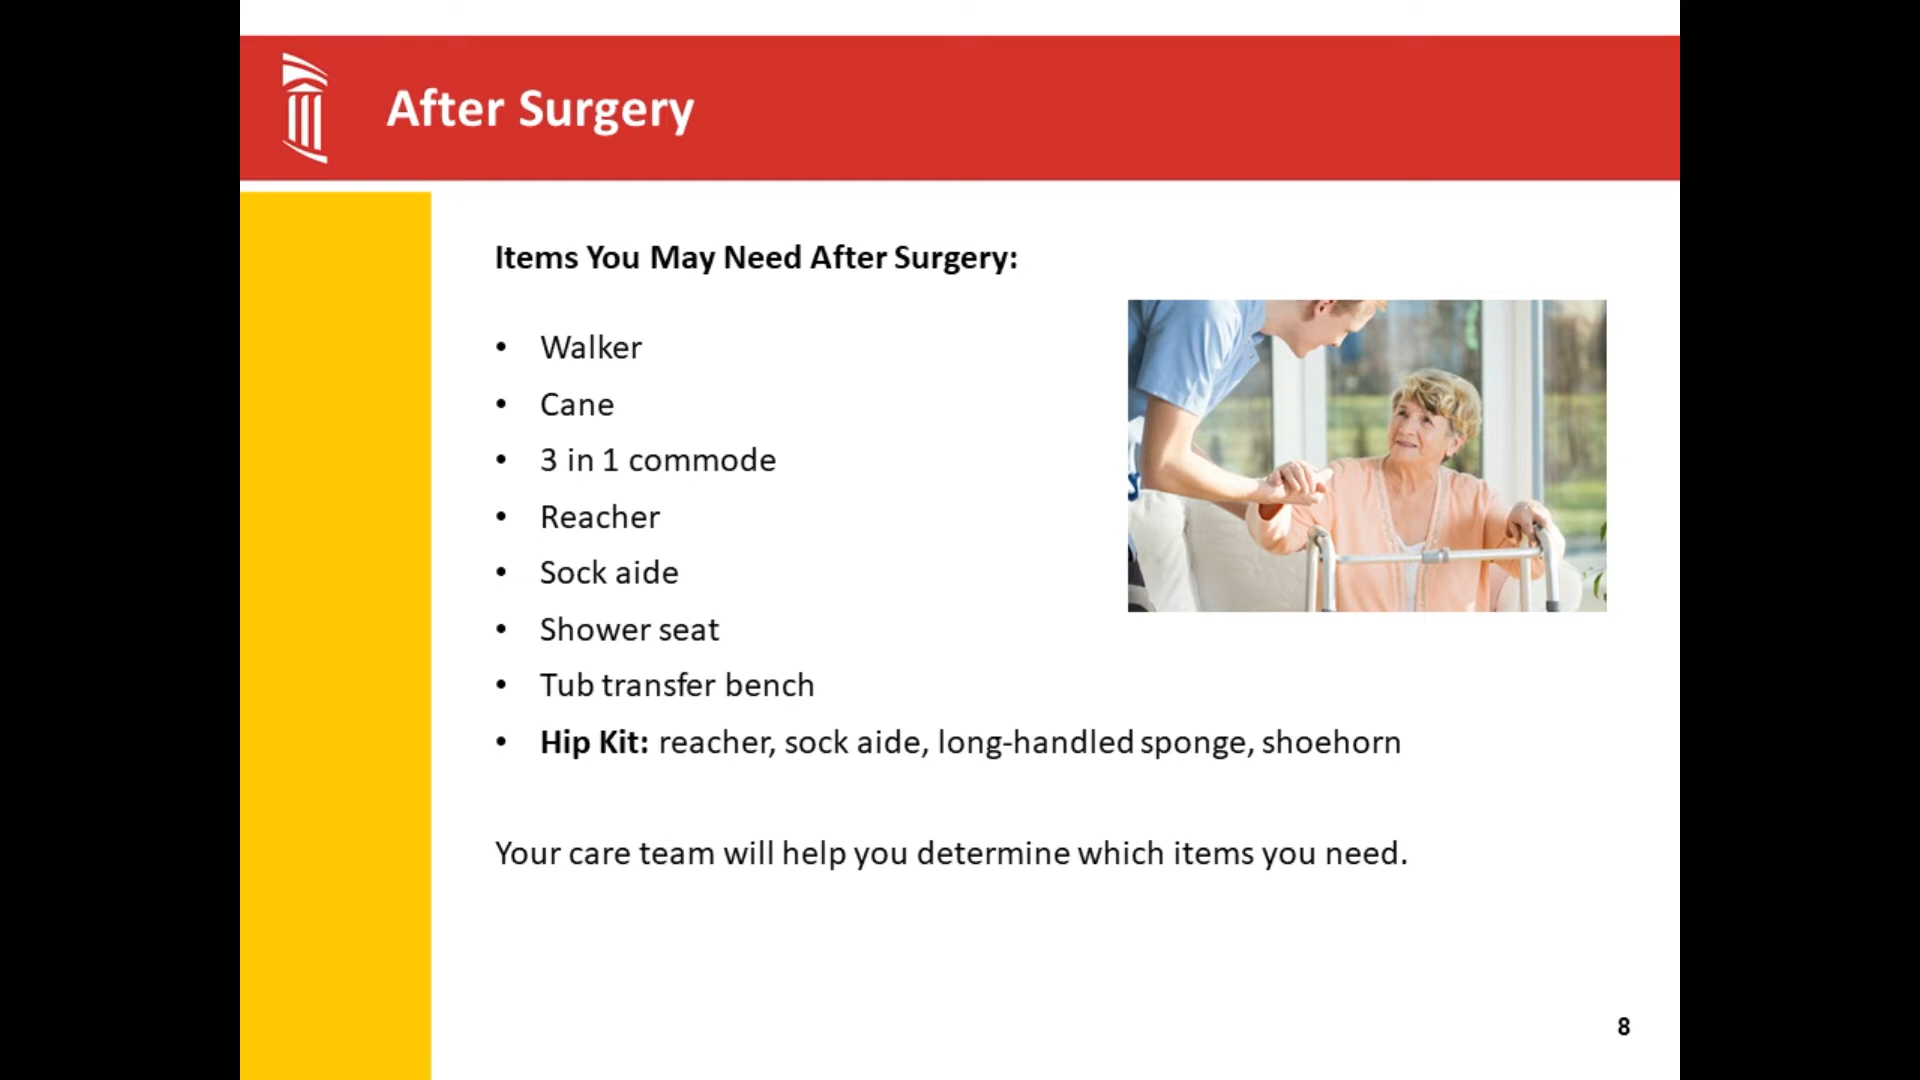 After Surgery
Items You May Need After Surgery:
• Walker
• Cane
• 3 in 1 commode
• Reacher
• Sock aide
• Shower seat
• Tub transfer bench
• Hip Kit: reacher, sock aide, long-handled sponge, shoehorn
Your care team will help you determine which items you need.
8